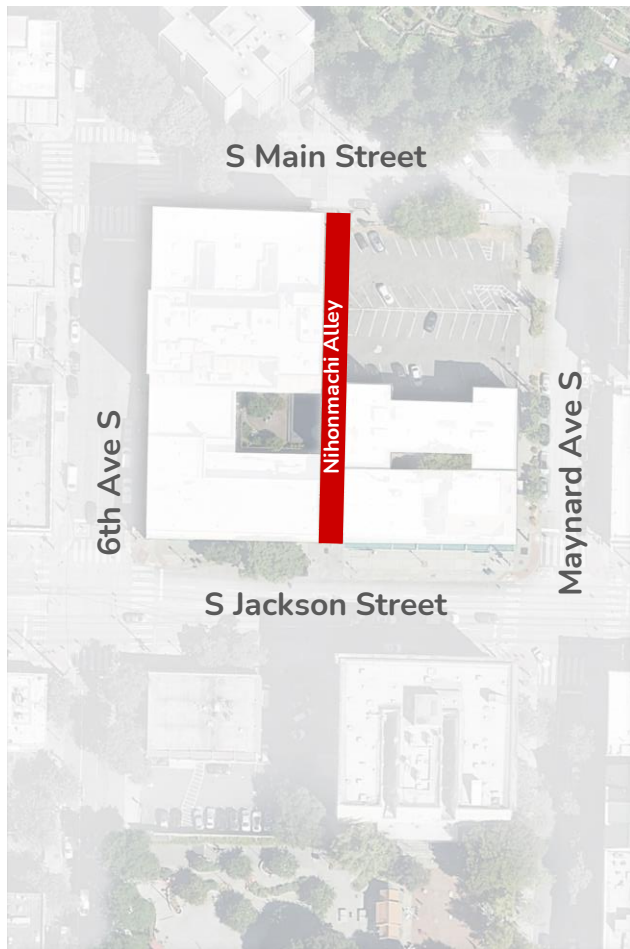 S Main Street
Nihonmachi Alley
6th Ave S
Maynard Ave S
S Jackson Street